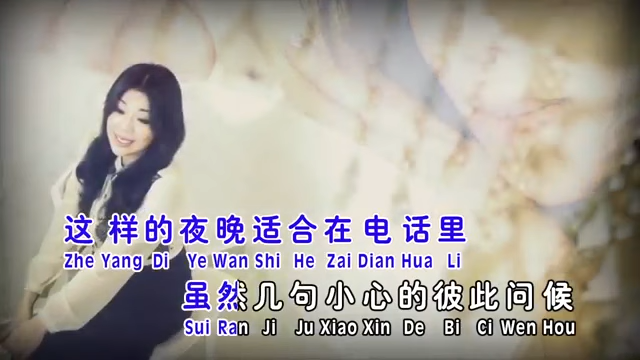 这样的夜晚适合在电话里
Zhe Yang Di Ye Wan Shi He Zai Dian Hua Li
虽然几句小心的彼此问候
Sui Ran Ji Ju Xiao Xin De Bi Ci Wen Hou